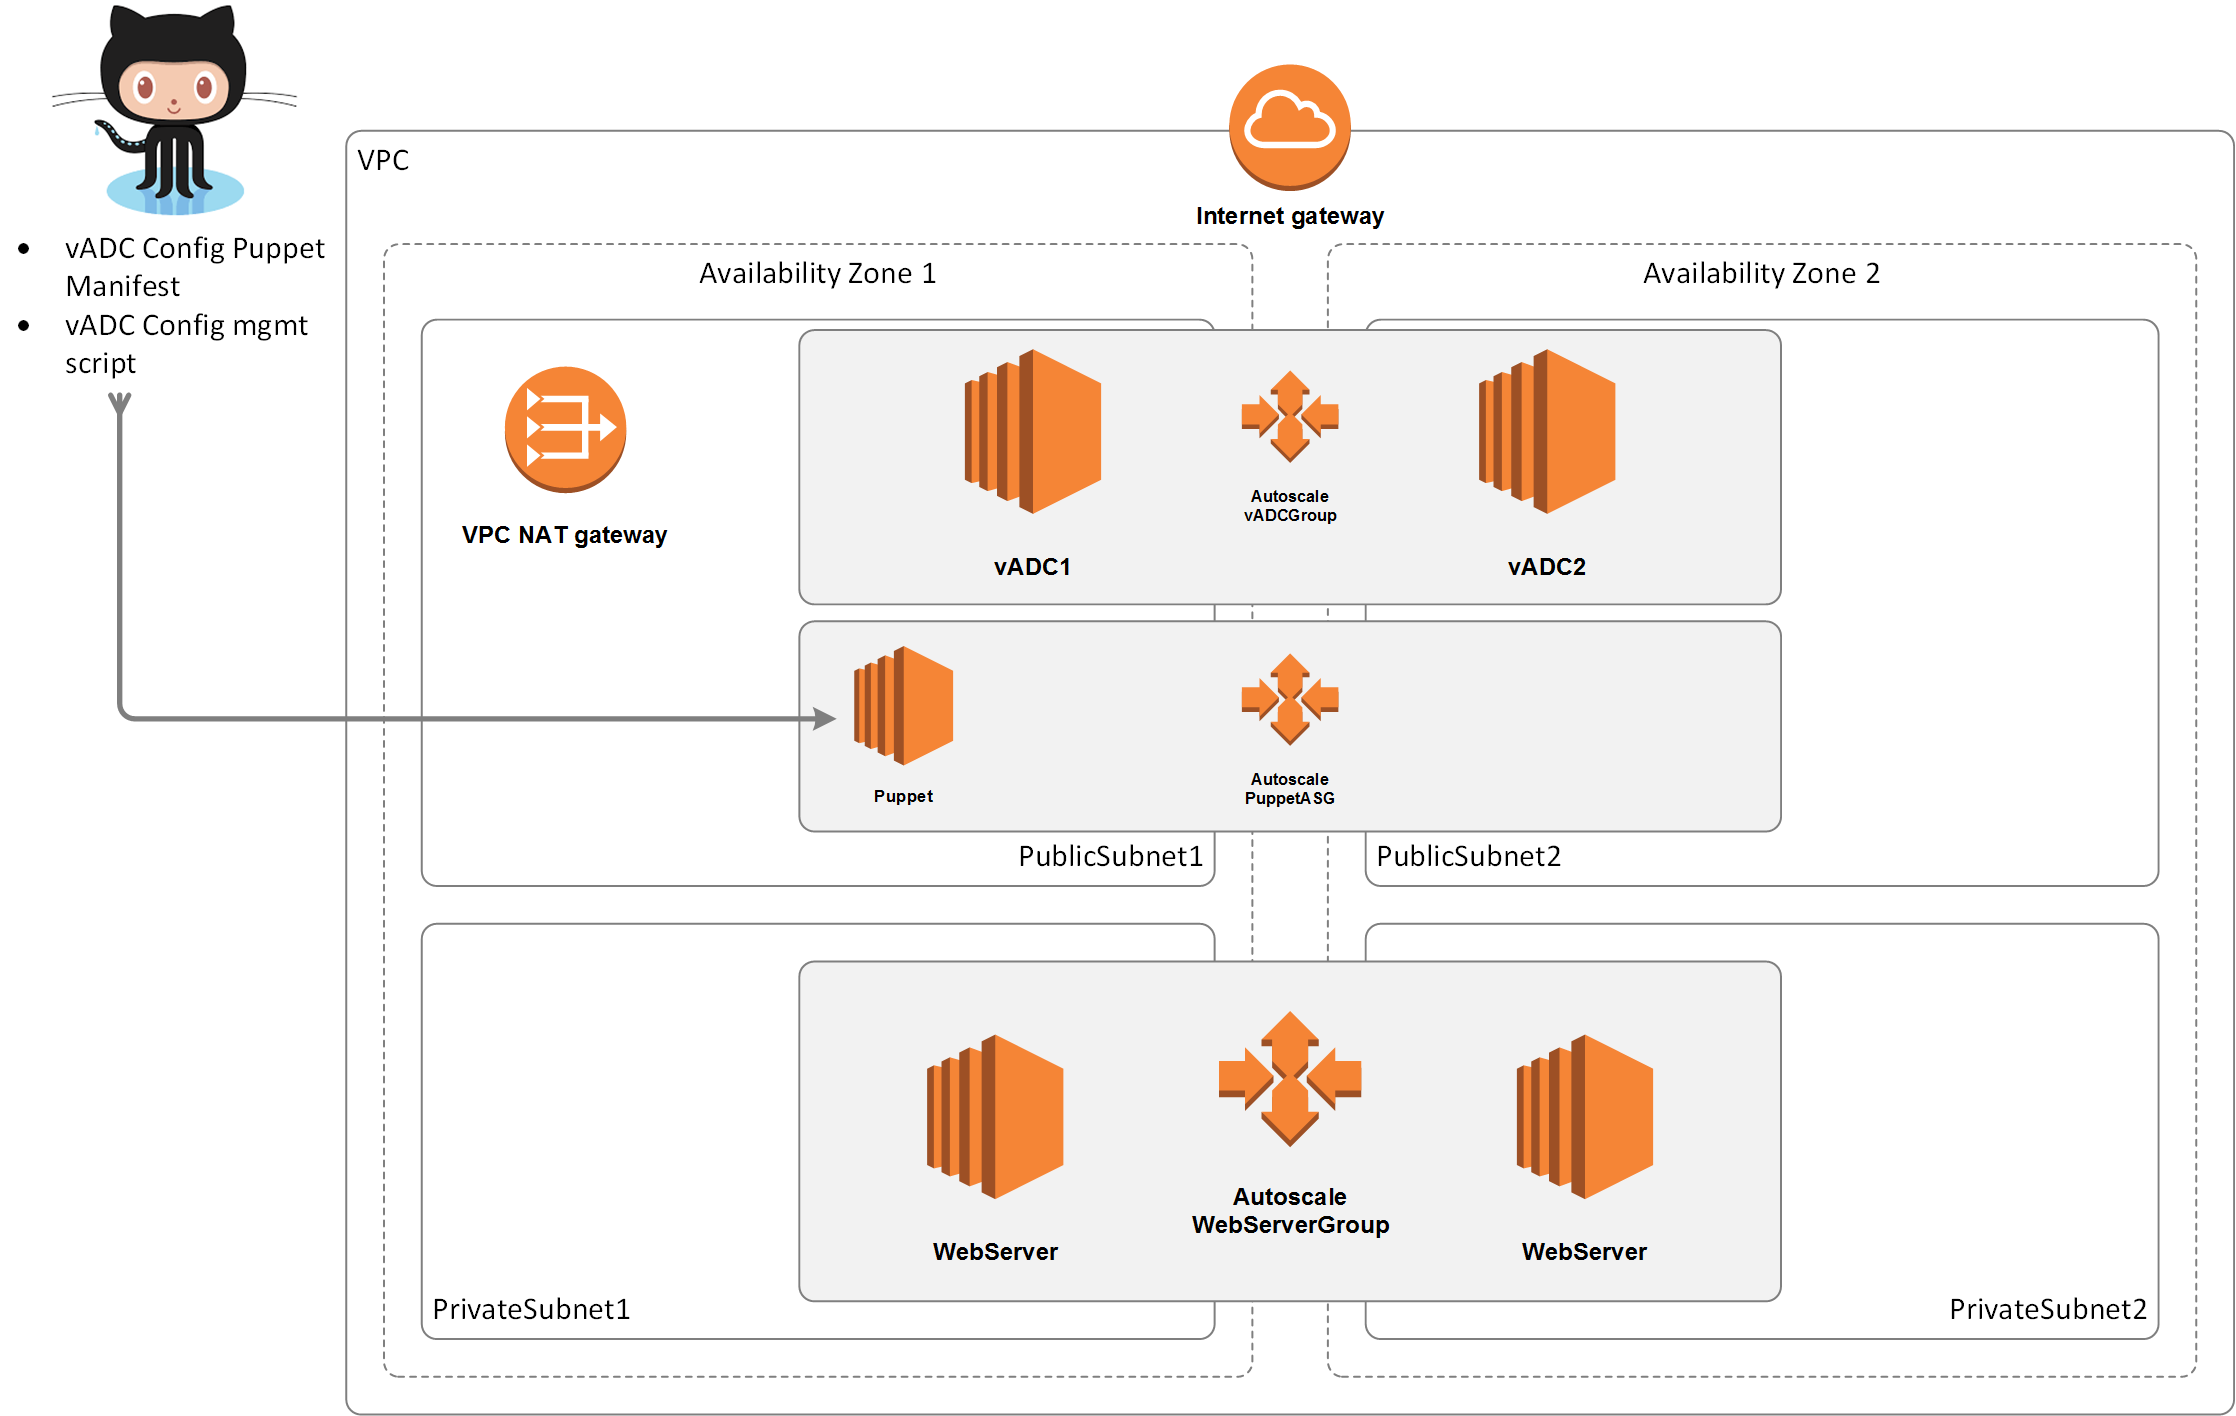 vADC Config Puppet
Manifest
vADC Config mgmt
script
VPC
Internet gateway
Availability Zone 1
Availability Zone 2
VPC NAT gateway
vADC1
Autoscale
vADCGroup
vADC2
Puppet
Autoscale
PuppetASG
PublicSubnet1
PublicSubnet2
WebServer
Autoscale
WebServerGroup
WebServer
PrivateSubnet1
PrivateSubnet2